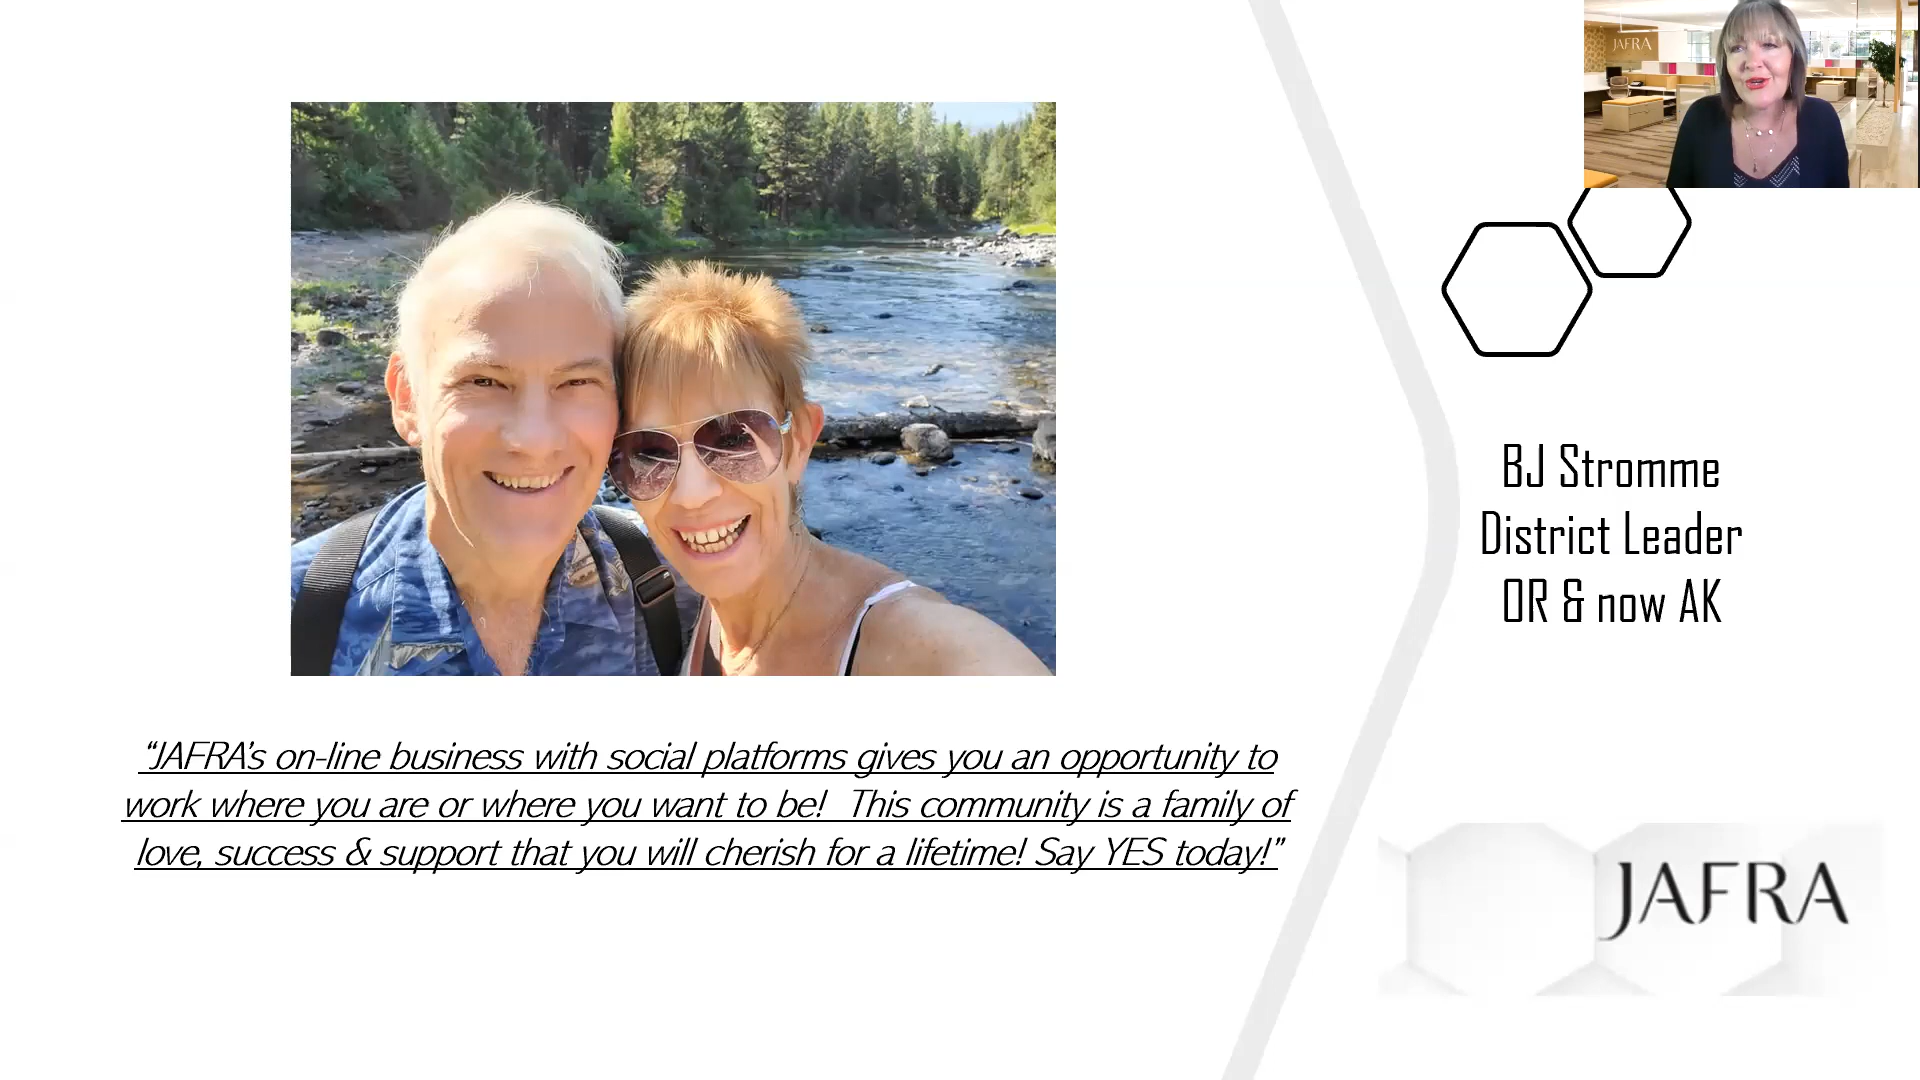 JAFRA
BJ Stromme
District Leader
OR & now AK
“JAFRA’s on-line business with social platforms gives you an opportunity to
work where you are or where you want to be!  This community is a family of
love, success & support that you will cherish for a lifetime! Say YES today!”
JAFRA